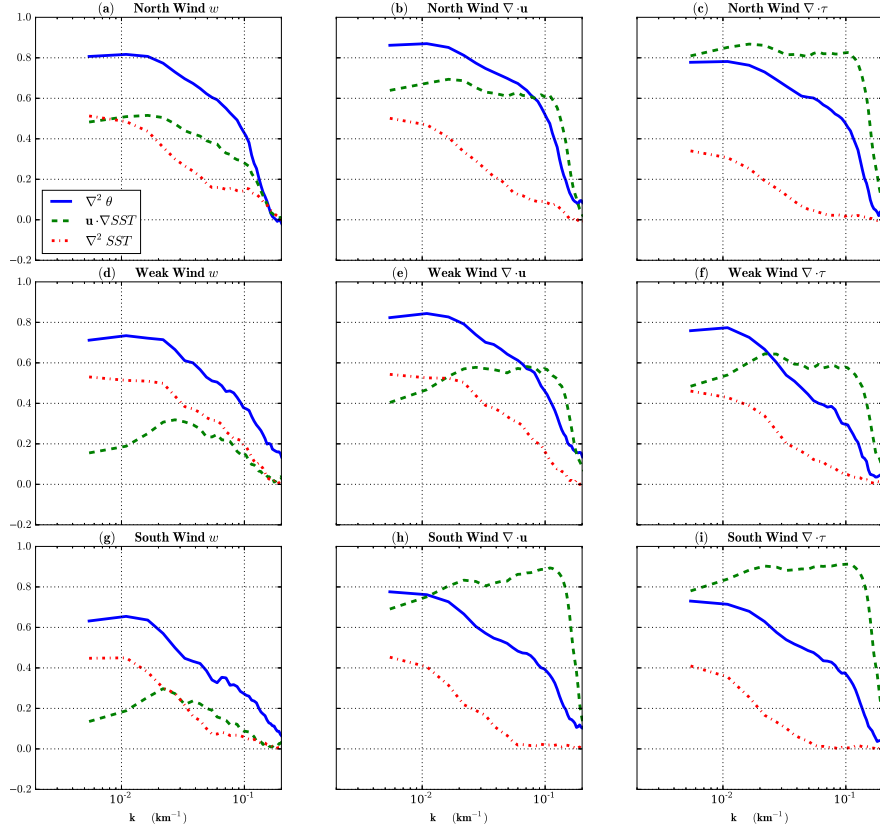 (a) North Wind w
(b) North Wind ∇·u
(c) North Wind ∇·τ
1.0
0.8
0.6
0.4
0.2
0.0
−0.2
∇² θ
u·∇SST
∇² SST
(d) Weak Wind w
(e) Weak Wind ∇·u
(f) Weak Wind ∇·τ
1.0
0.8
0.6
0.4
0.2
0.0
−0.2
(g) South Wind w
(h) South Wind ∇·u
(i) South Wind ∇·τ
1.0
0.8
0.6
0.4
0.2
0.0
−0.2
10⁻² 10⁻¹
10⁻² 10⁻¹
10⁻² 10⁻¹
k (km⁻¹)
k (km⁻¹)
k (km⁻¹)